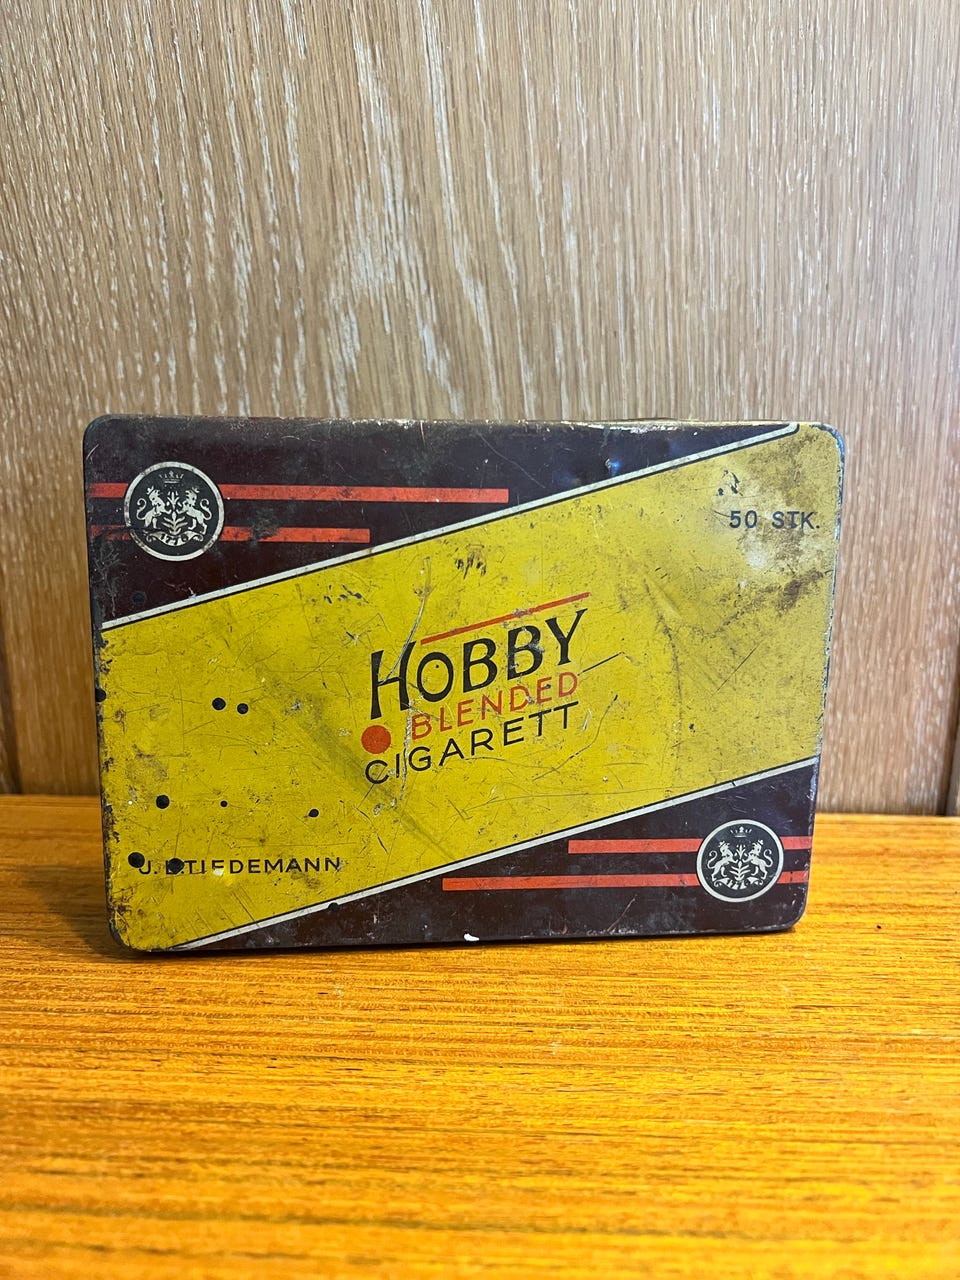 50 STK.
HOBBY
BLENDED
CIGARETT
J. L. TIEDEMANN